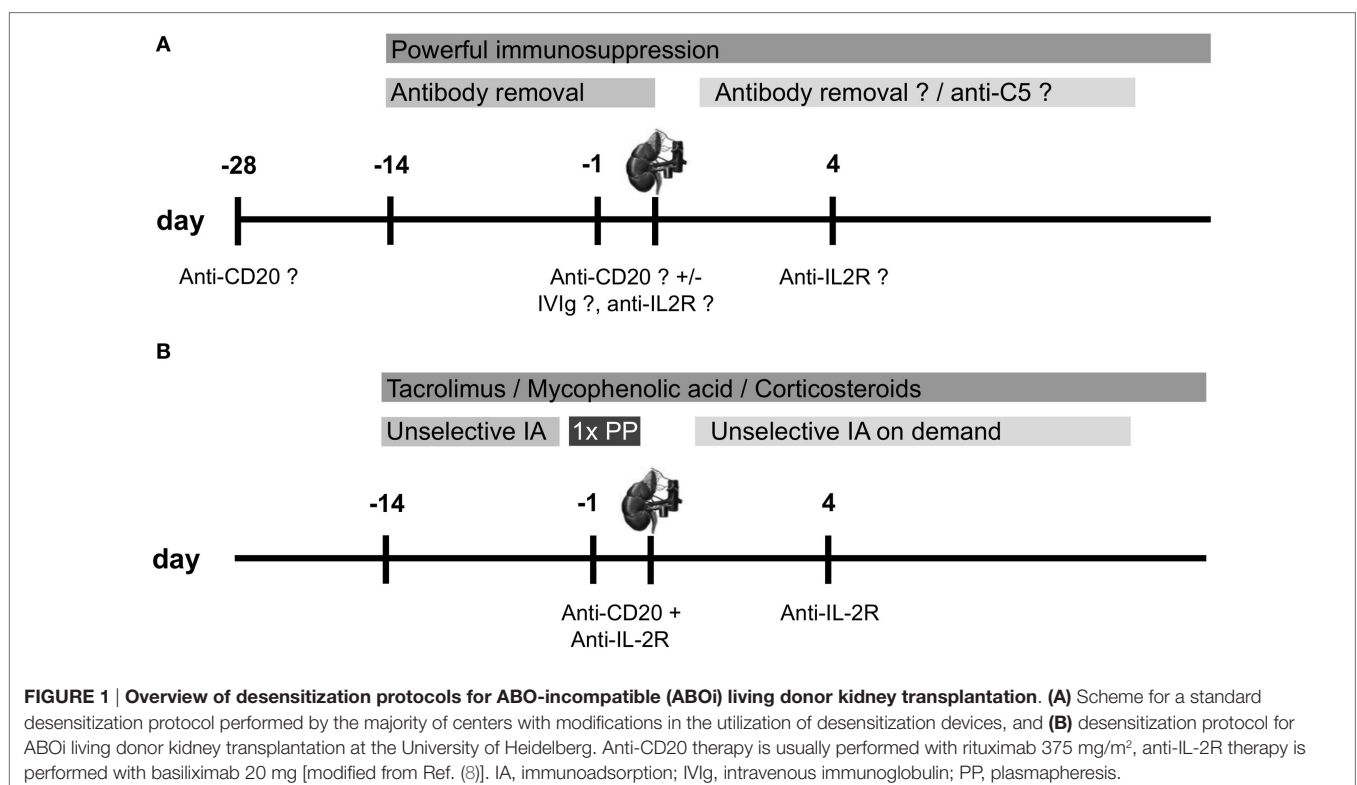 A
Powerful immunosuppression
Antibody removal
Antibody removal ? / anti-C5 ?
-28
-14
-1
4
day
Anti-CD20 ?
Anti-CD20 ? +/-
IVIg ?, anti-IL2R ?
Anti-IL2R ?
B
Tacrolimus / Mycophenolic acid / Corticosteroids
Unselective IA
1x PP
Unselective IA on demand
-14
-1
4
day
Anti-CD20 +
Anti-IL-2R
Anti-IL-2R
FIGURE 1 | Overview of desensitization protocols for ABO-incompatible (ABOi) living donor kidney transplantation. (A) Scheme for a standard
desensitization protocol performed by the majority of centers with modifications in the utilization of desensitization devices, and (B) desensitization protocol for
ABOi living donor kidney transplantation at the University of Heidelberg. Anti-CD20 therapy is usually performed with rituximab 375 mg/m², anti-IL-2R therapy is
performed with basiliximab 20 mg [modified from Ref. (8)]. IA, immunoadsorption; IVIg, intravenous immunoglobulin; PP, plasmapheresis.